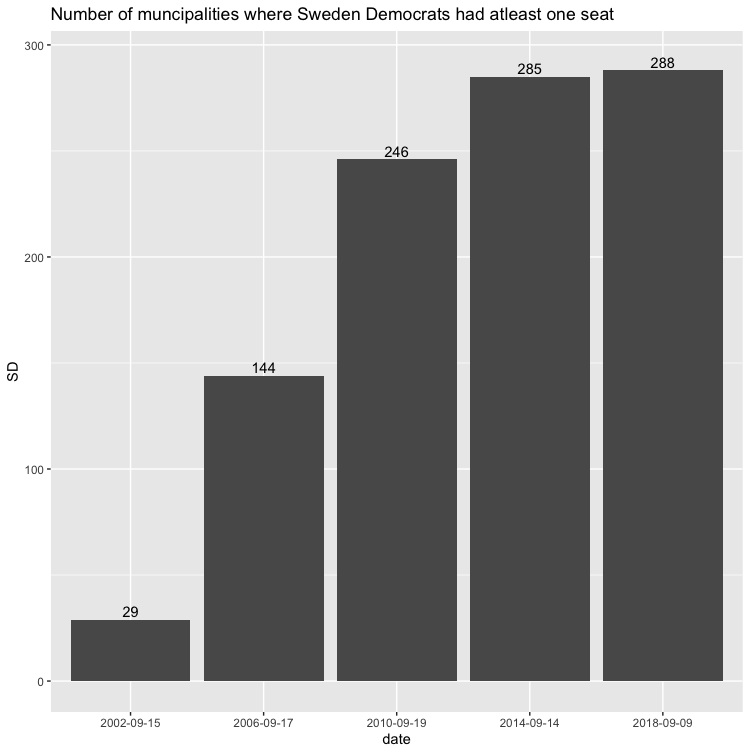 Number of muncipalities where Sweden Democrats had atleast one seat
300
288
285
246
200
SD
144
100
29
0
2002-09-15 2006-09-17 2010-09-19 2014-09-14 2018-09-09
date